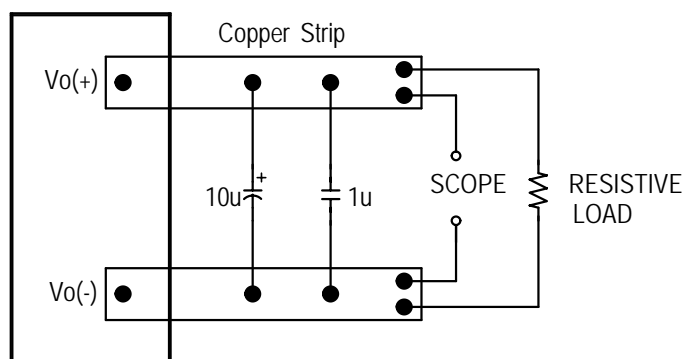 Copper Strip
Vo(+)
+
10u
1u
SCOPE
RESISTIVE
LOAD
Vo(-)